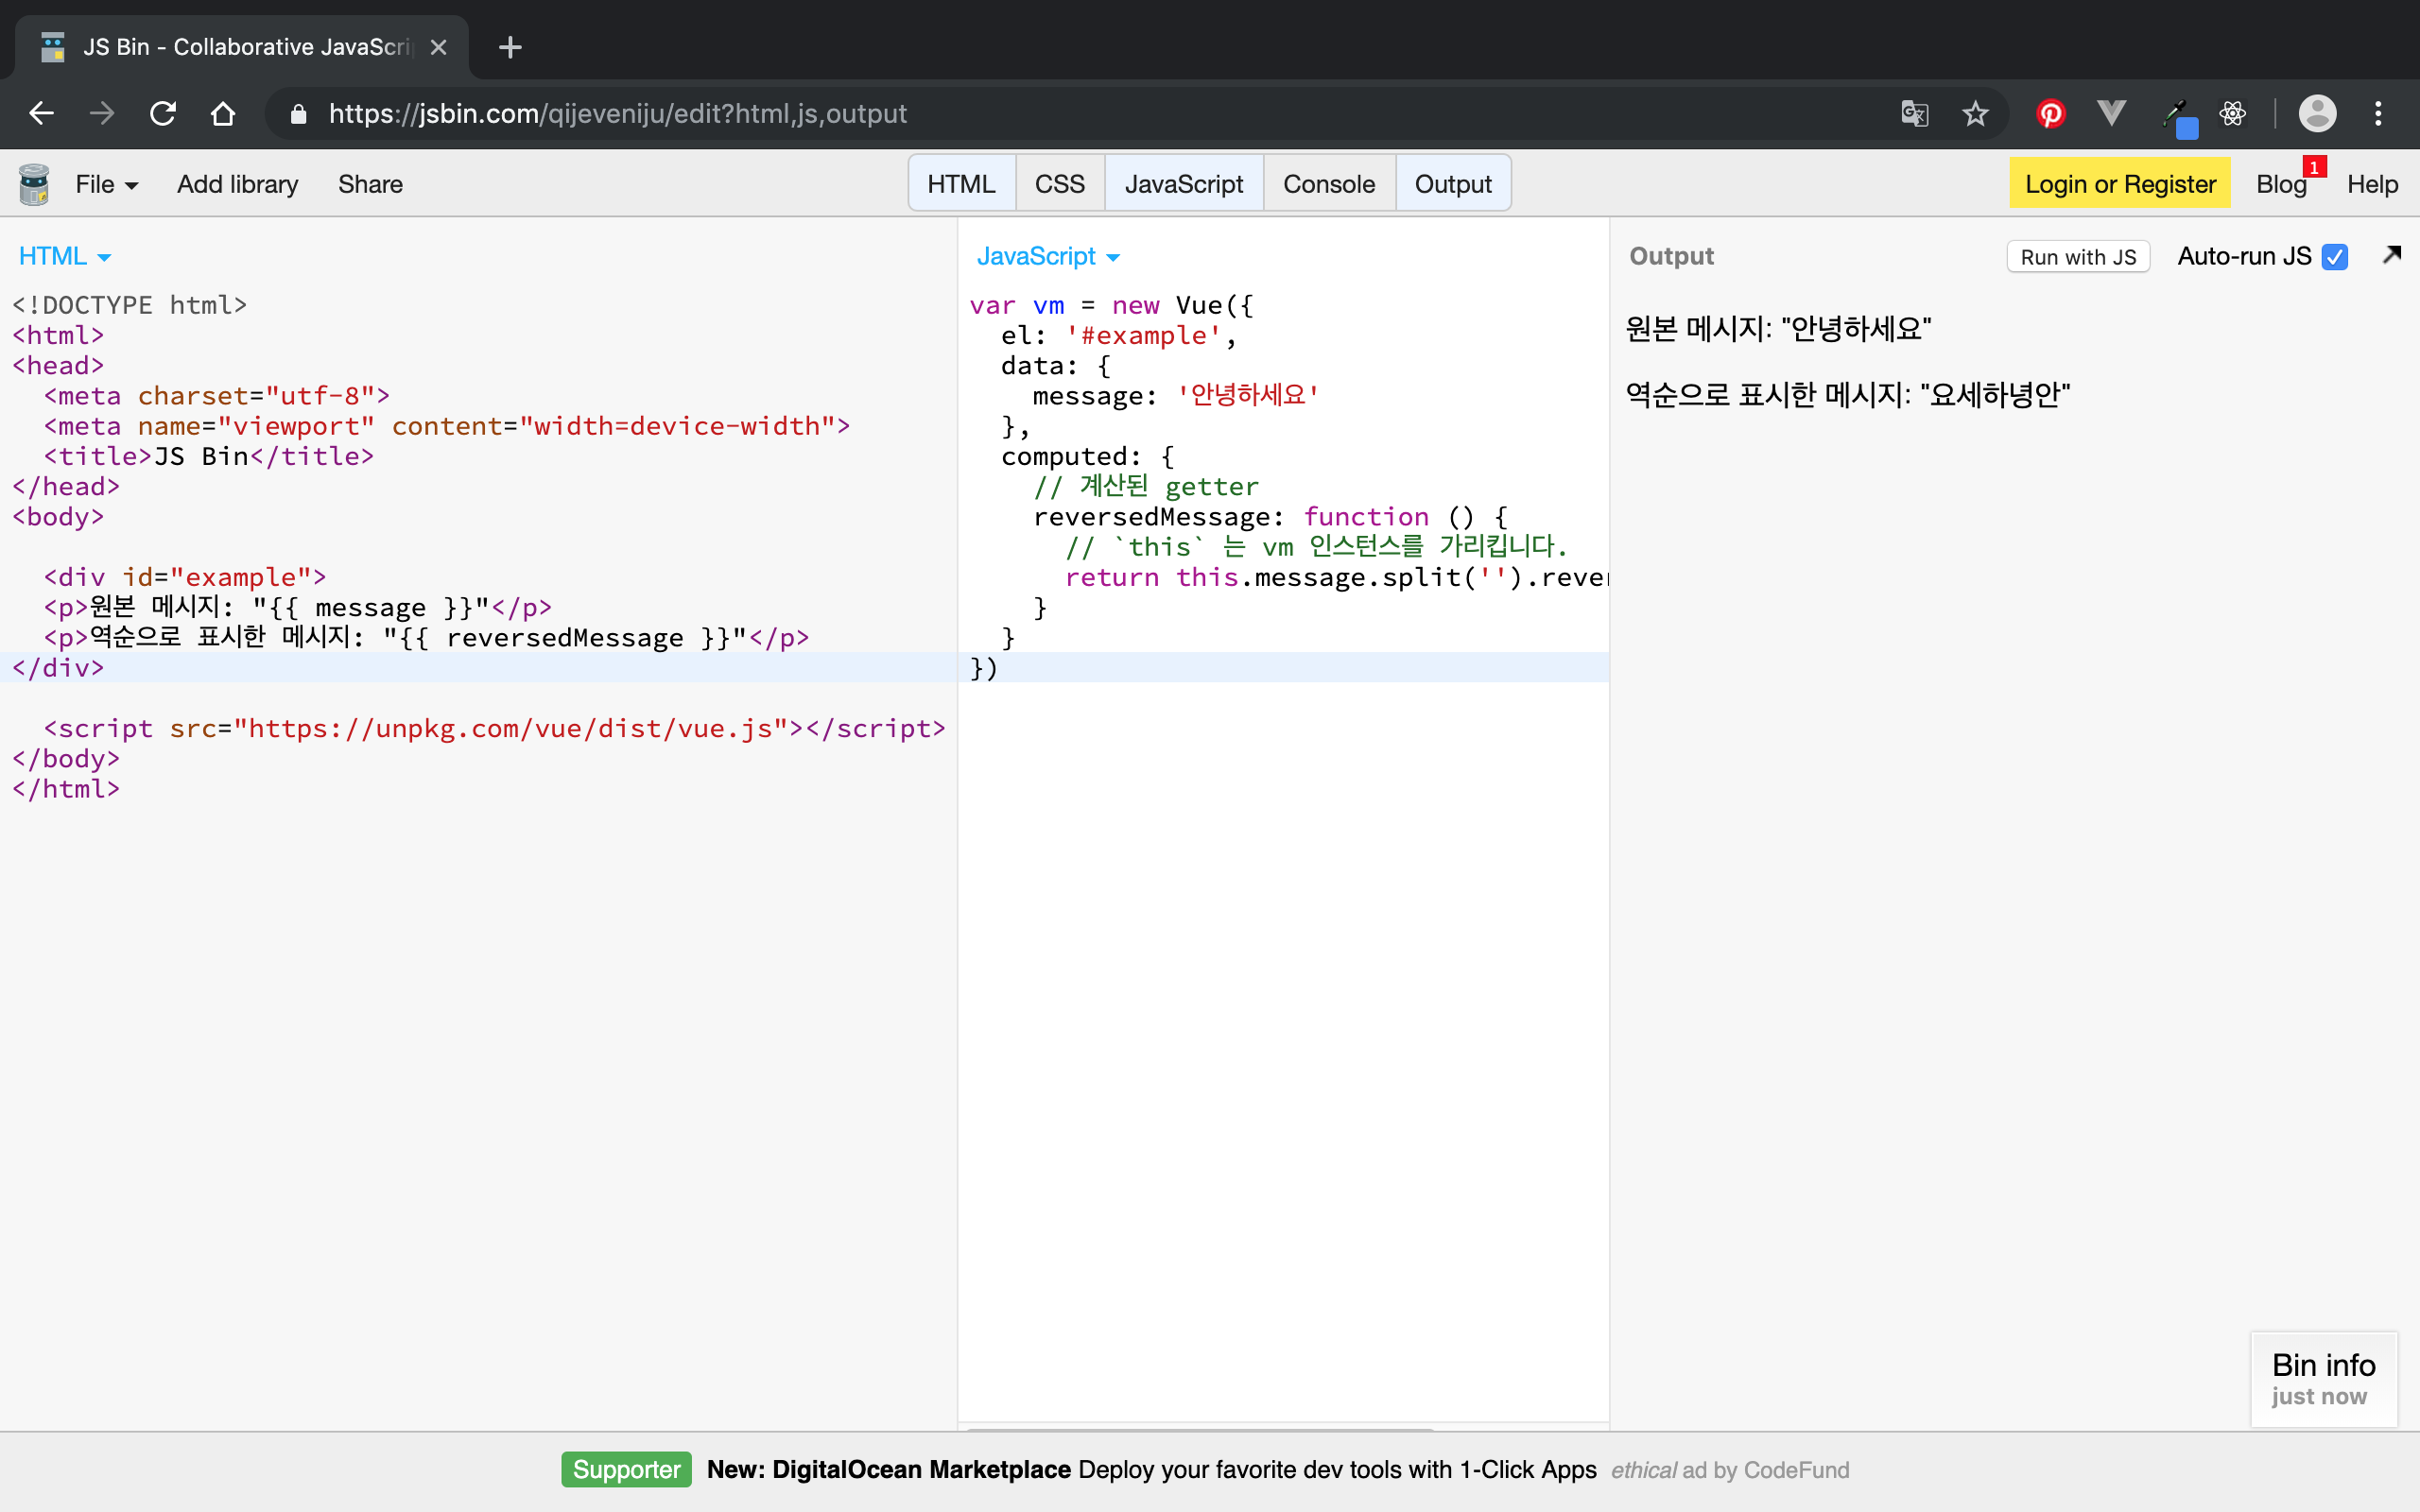 JS Bin - Collaborative JavaScri
https://jsbin.com/qijeveniju/edit?html,js,output
File Add library Share HTML CSS JavaScript Console Output Login or Register Blog 1 Help
HTML
<!DOCTYPE html>
<html>
<head>
  <meta charset="utf-8">
  <meta name="viewport" content="width=device-width">
  <title>JS Bin</title>
</head>
<body>
  <div id="example">
  <p>원본 메시지: "{{ message }}"</p>
  <p>역순으로 표시한 메시지: "{{ reversedMessage }}"</p>
</div>
  <script src="https://unpkg.com/vue/dist/vue.js"></script>
</body>
</html>
JavaScript
var vm = new Vue({
  el: '#example',
  data: {
    message: '안녕하세요'
  },
  computed: {
    // 계산된 getter
    reversedMessage: function () {
      // `this` 는 vm 인스턴스를 가리킵니다.
      return this.message.split('').rever
    }
  }
})
Output Run with JS Auto-run JS
원본 메시지: "안녕하세요"
역순으로 표시한 메시지: "요세하녕안"
Bin info
just now
Supporter New: DigitalOcean Marketplace Deploy your favorite dev tools with 1-Click Apps ethical ad by CodeFund